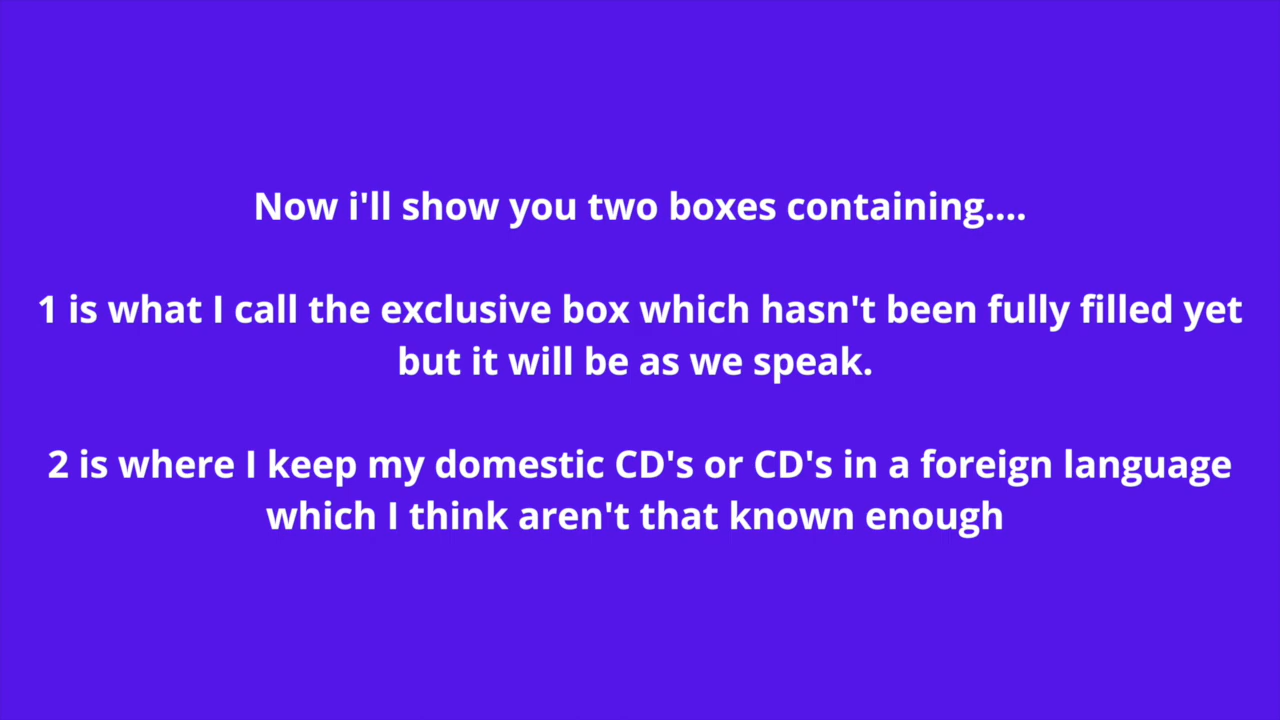 Now i'll show you two boxes containing....
1 is what I call the exclusive box which hasn't been fully filled yet
but it will be as we speak.
2 is where I keep my domestic CD's or CD's in a foreign language
which I think aren't that known enough